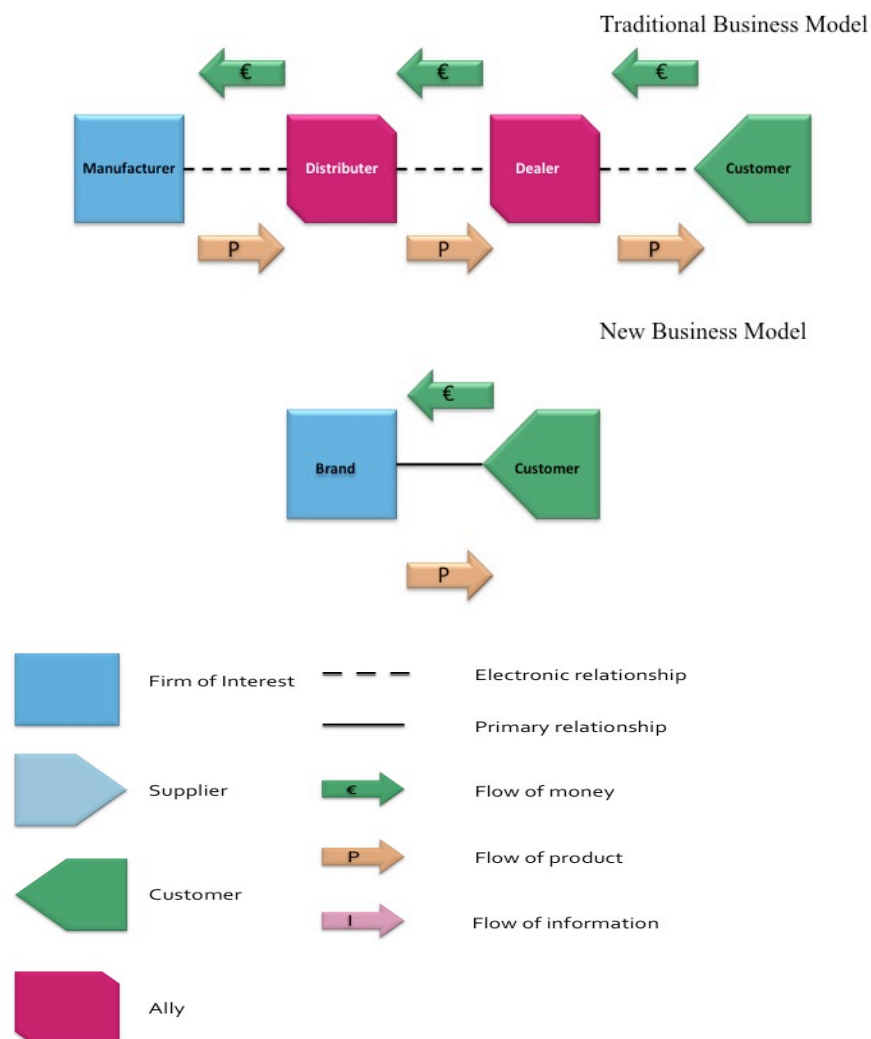 Traditional Business Model
€ € €
Manufacturer Distributer Dealer Customer
P P P
New Business Model
€
Brand Customer
P
Firm of Interest Electronic relationship
Primary relationship
Supplier € Flow of money
P Flow of product
Customer
I Flow of information
Ally